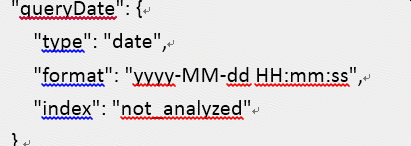 "queryDate": {
"type": "date",
"format": "yyyy-MM-dd HH:mm:ss",
"index": "not_analyzed"
}